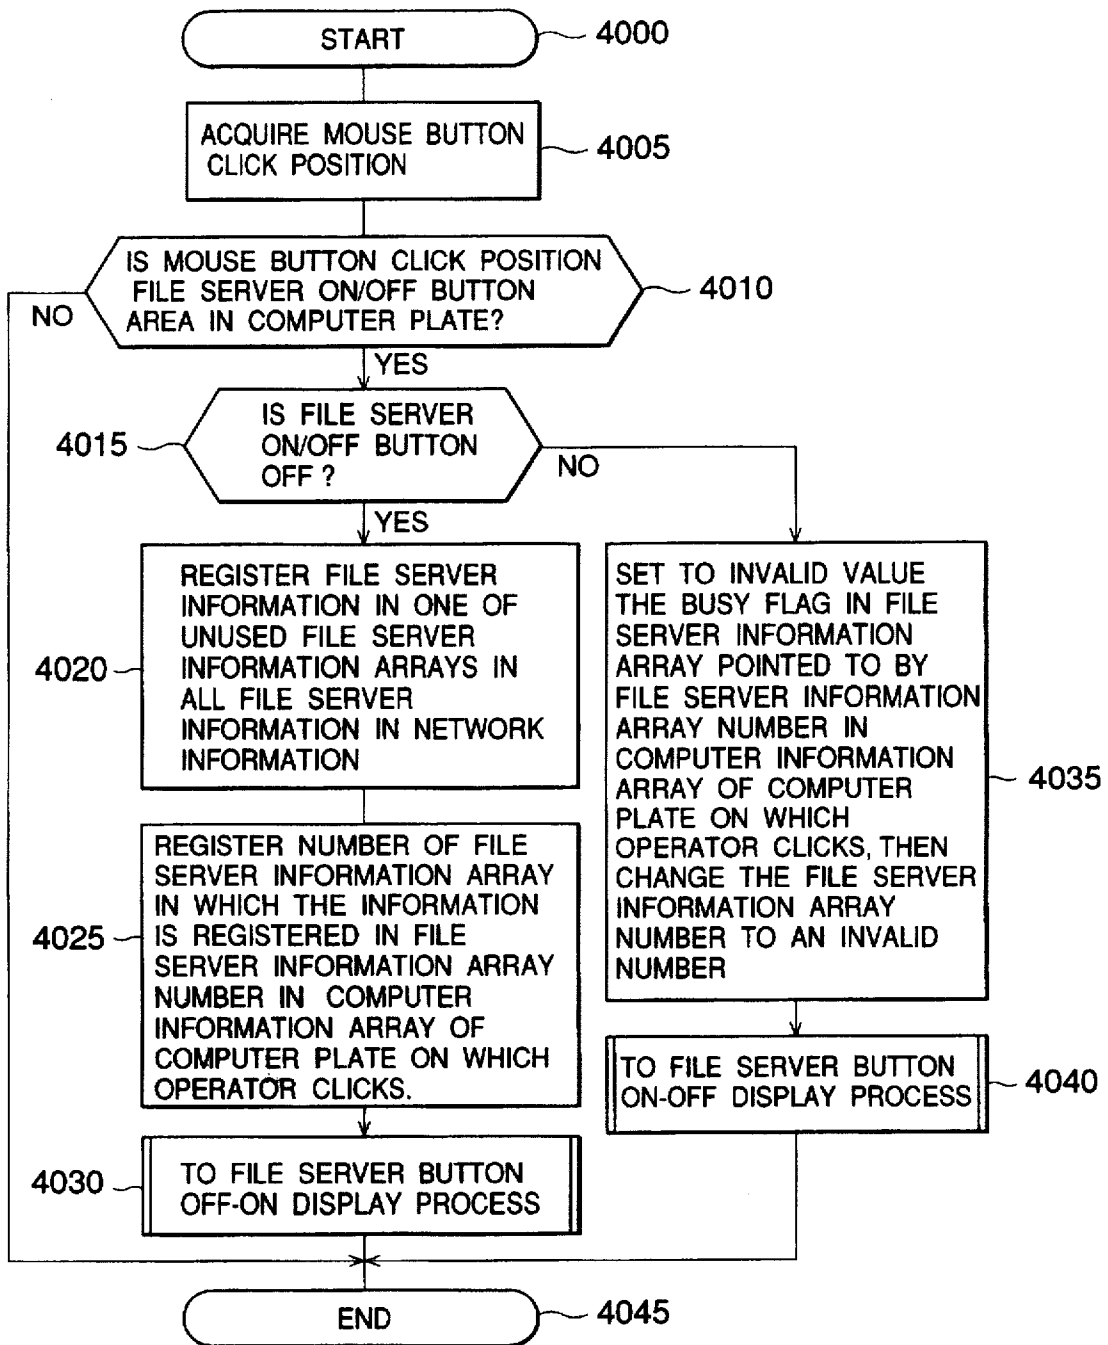 START
4000
ACQUIRE MOUSE BUTTON
CLICK POSITION
4005
IS MOUSE BUTTON CLICK POSITION
FILE SERVER ON/OFF BUTTON
AREA IN COMPUTER PLATE?
4010
NO
YES
IS FILE SERVER
ON/OFF BUTTON
OFF?
4015
NO
YES
REGISTER FILE SERVER
INFORMATION IN ONE OF
UNUSED FILE SERVER
INFORMATION ARRAYS IN
ALL FILE SERVER
INFORMATION IN NETWORK
INFORMATION
4020
REGISTER NUMBER OF FILE
SERVER INFORMATION ARRAY
IN WHICH THE INFORMATION
IS REGISTERED IN FILE
SERVER INFORMATION ARRAY
NUMBER IN COMPUTER
INFORMATION ARRAY OF
COMPUTER PLATE ON WHICH
OPERATOR CLICKS.
4025
TO FILE SERVER BUTTON
OFF-ON DISPLAY PROCESS
4030
SET TO INVALID VALUE
THE BUSY FLAG IN FILE
SERVER INFORMATION
ARRAY POINTED TO BY
FILE SERVER INFORMATION
ARRAY NUMBER IN
COMPUTER INFORMATION
ARRAY OF COMPUTER
PLATE ON WHICH
OPERATOR CLICKS, THEN
CHANGE THE FILE SERVER
INFORMATION ARRAY
NUMBER TO AN INVALID
NUMBER
4035
TO FILE SERVER BUTTON
ON-OFF DISPLAY PROCESS
4040
END
4045